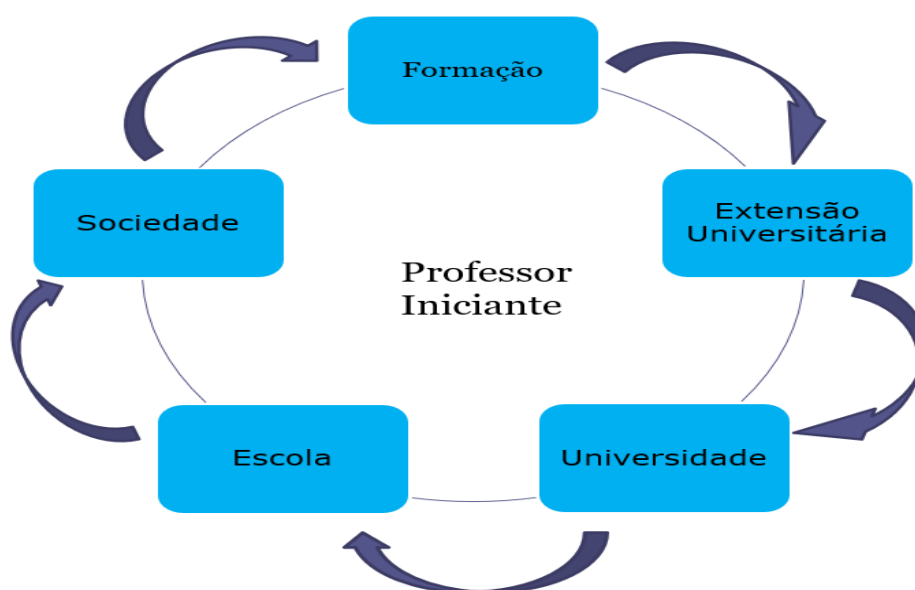 Formação
Extensão
Universitária
Sociedade
Professor
Iniciante
Escola
Universidade